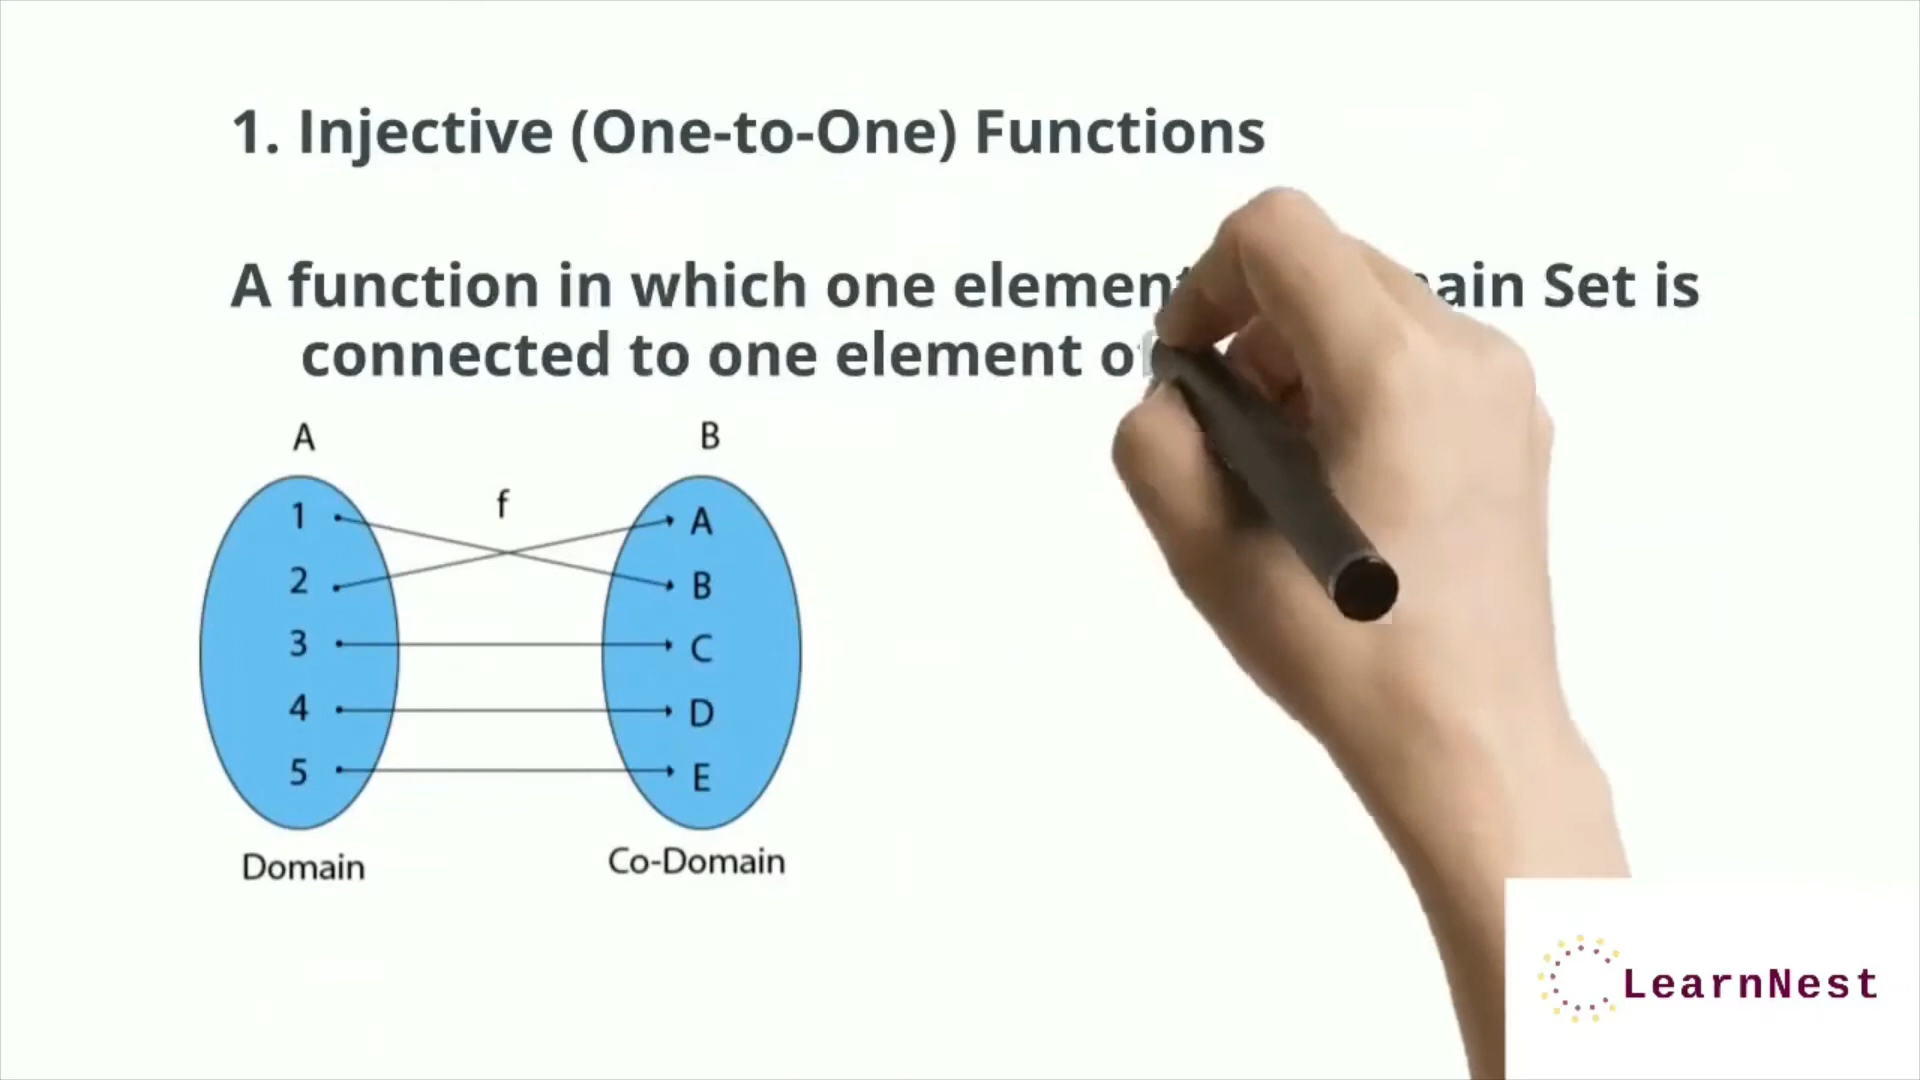 1. Injective (One-to-One) Functions
A function in which one element ain Set is
connected to one element
A
B
f
1
2
3
4
5
A
B
C
D
E
Domain
Co-Domain
LearnNest